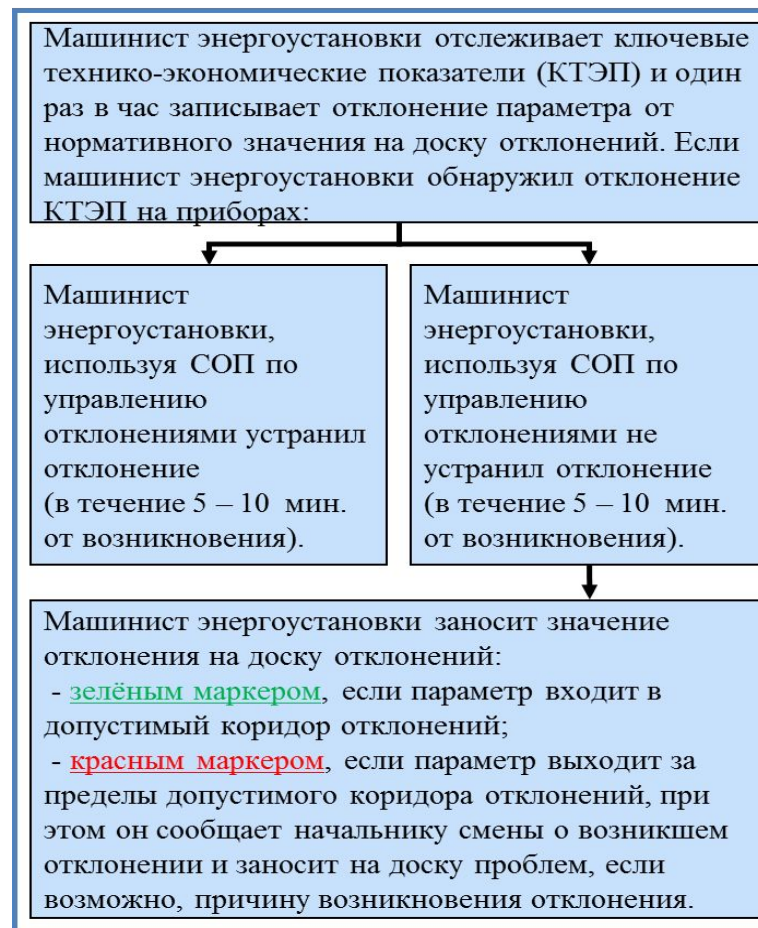 Машинист энергоустановки отслеживает ключевые
технико-экономические показатели (КТЭП) и один
раз в час записывает отклонение параметра от
нормативного значения на доску отклонений. Если
машинист энергоустановки обнаружил отклонение
КТЭП на приборах:
Машинист
энергоустановки,
используя СОП по
управлению
отклонениями устранил
отклонение
(в течение 5 – 10 мин.
от возникновения).
Машинист
энергоустановки,
используя СОП по
управлению
отклонениями не
устранил отклонение
(в течение 5 – 10 мин.
от возникновения).
Машинист энергоустановки заносит значение
отклонения на доску отклонений:
- зелёным маркером, если параметр входит в
допустимый коридор отклонений;
- красным маркером, если параметр выходит за
пределы допустимого коридора отклонений, при
этом он сообщает начальнику смены о возникшем
отклонении и заносит на доску проблем, если
возможно, причину возникновения отклонения.